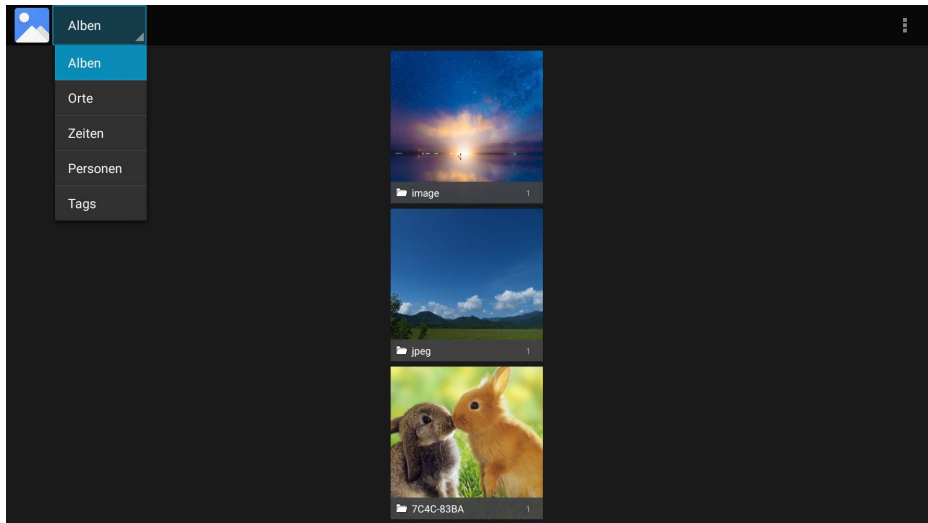 Alben
Alben
Orte
Zeiten
Personen
Tags
image 1
jpeg 1
7C4C-83BA 1